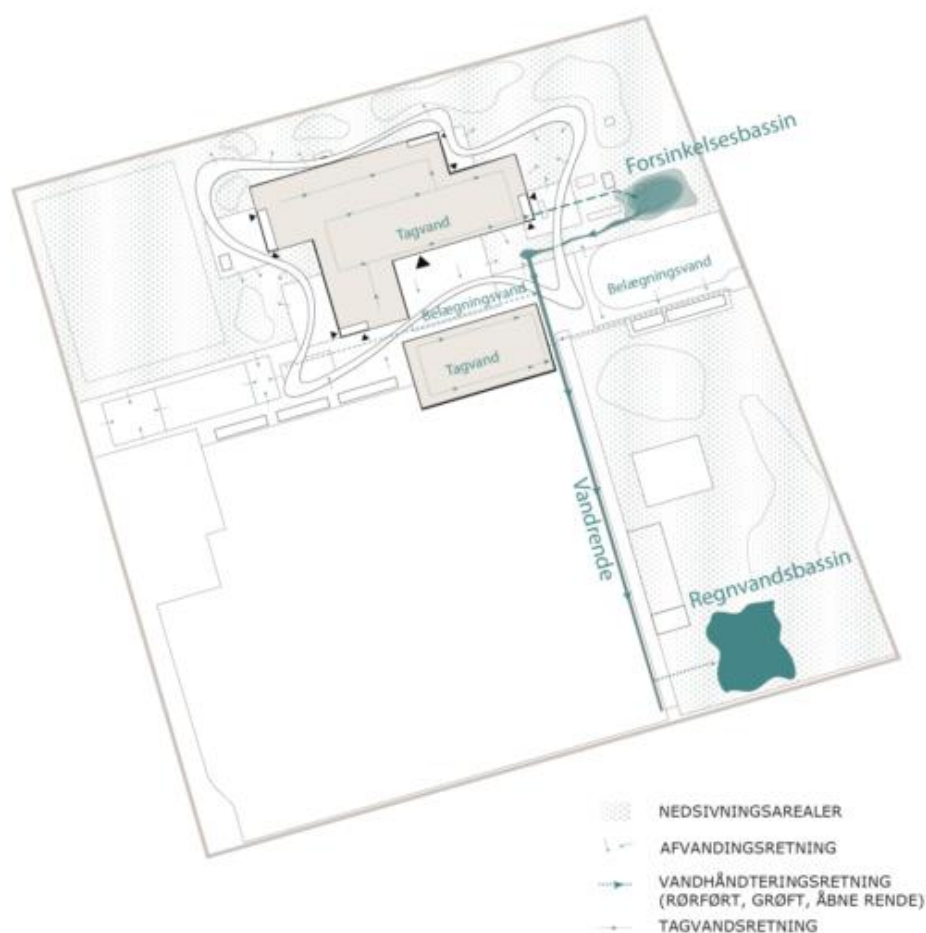 Forsinkelsesbassin
Tagvand
Belægningsvand
Belægningsvand
Tagvand
Vandrende
Regnvandsbassin
NEDSIVNINGSAREALER
AFVANDINGSRETNING
VANDHÅNDTERINGSRETNING
(RØRFØRT, GRØFT, ÅBNE RENDE)
TAGVANDSRETNING